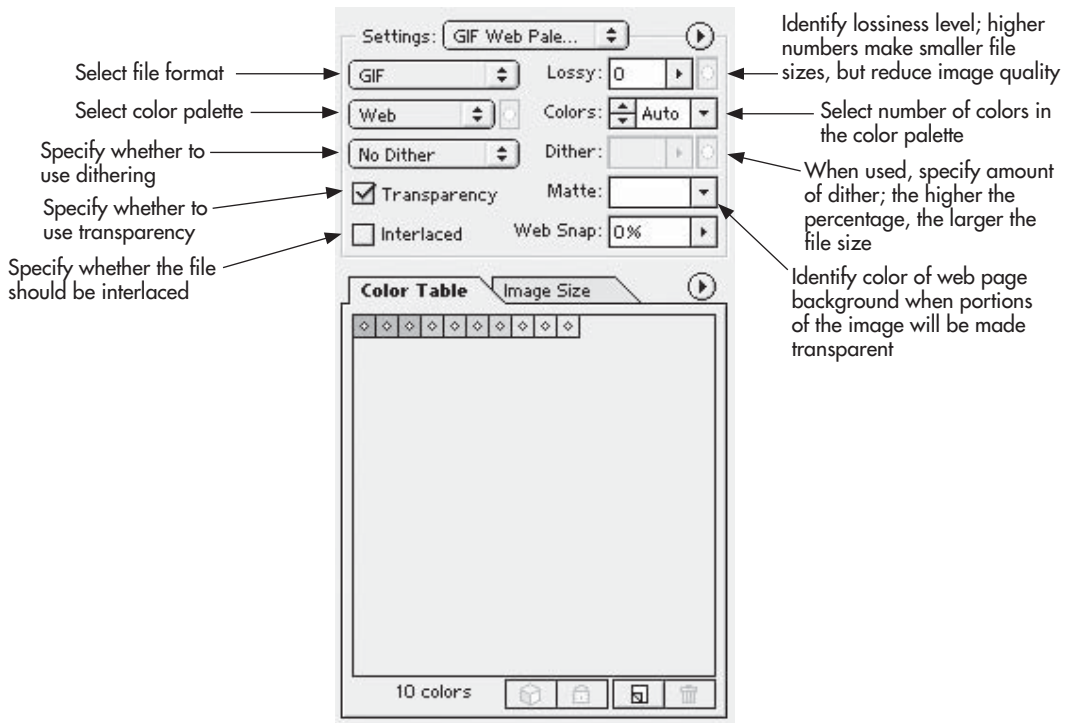 Settings: GIF Web Pale...
GIF
Lossy: 0
Web
Colors: Auto
No Dither
Dither:
Transparency
Matte:
Interlaced
Web Snap: 0%
Color Table
Image Size
10 colors
Select file format
Select color palette
Specify whether to
use dithering
Specify whether to
use transparency
Specify whether the file
should be interlaced
Identify lossiness level; higher
numbers make smaller file
sizes, but reduce image quality
Select number of colors in
the color palette
When used, specify amount
of dither; the higher the
percentage, the larger the
file size
Identify color of web page
background when portions
of the image will be made
transparent